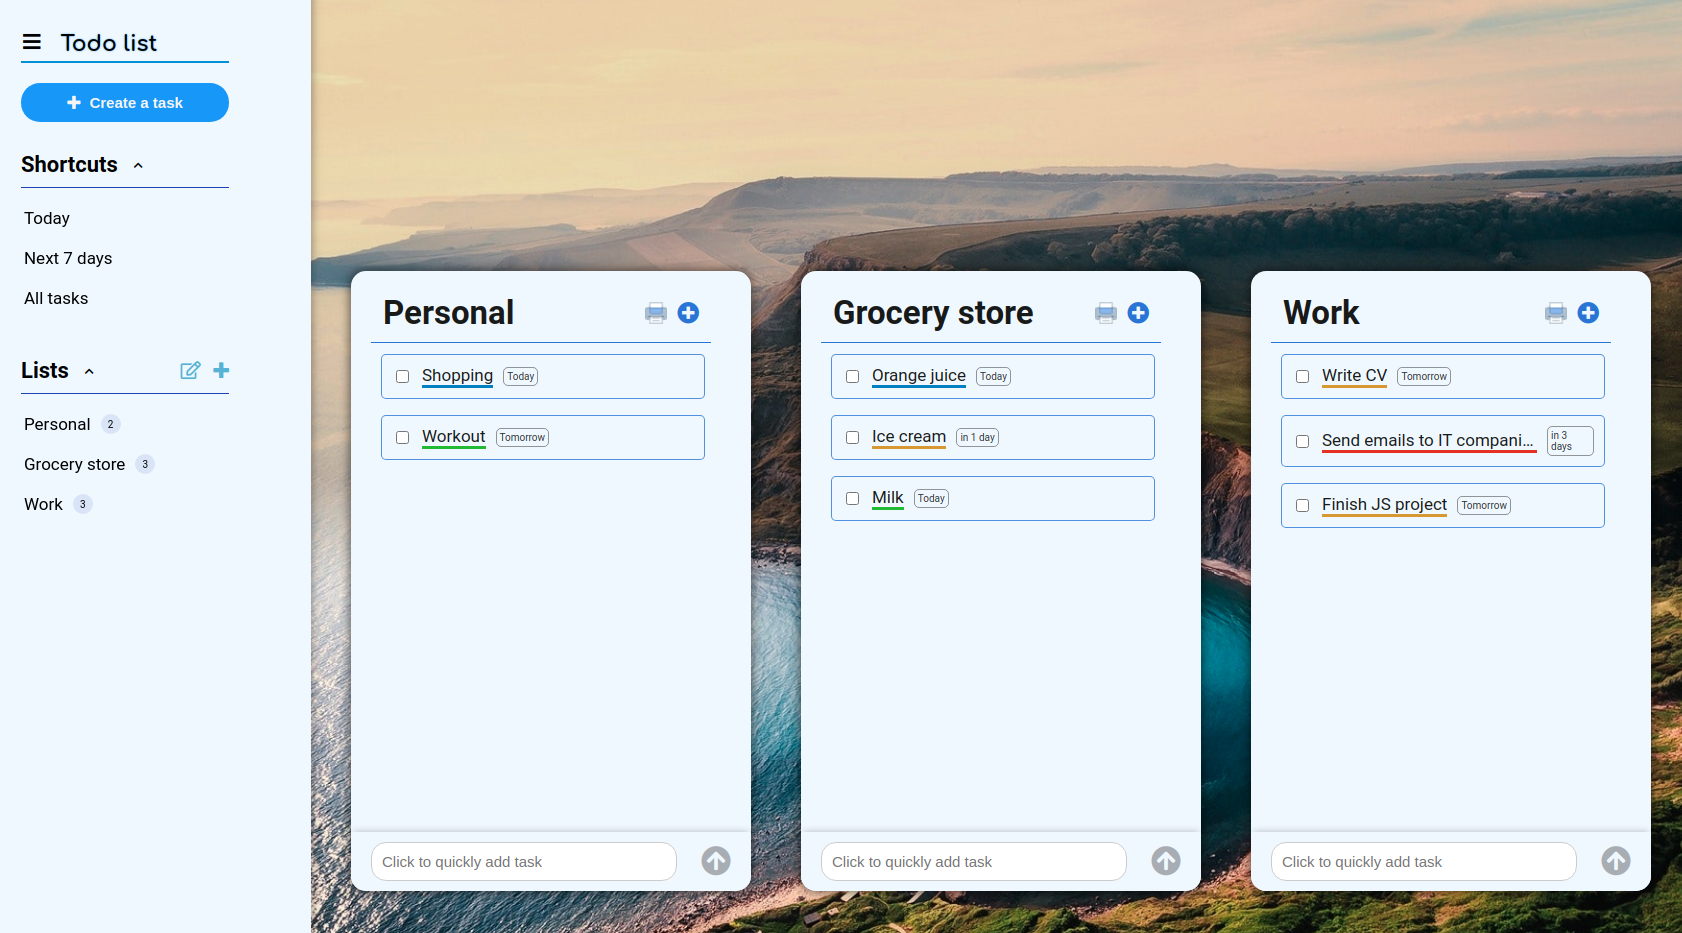 Todo list
Create a task
Shortcuts
Today
Next 7 days
All tasks
Lists
Personal 2
Grocery store 3
Work 3
Personal
Shopping Today
Workout Tomorrow
Click to quickly add task
Grocery store
Orange juice Today
Ice cream in 1 day
Milk Today
Click to quickly add task
Work
Write CV Tomorrow
Send emails to IT compani... in 3
days
Finish JS project Tomorrow
Click to quickly add task